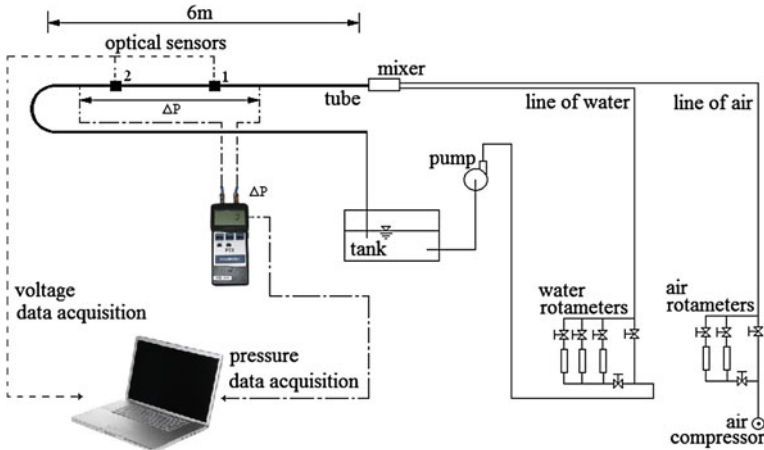 6m
optical sensors
2
1
mixer
tube
line of water
line of air
ΔP
pump
ΔP
tank
voltage
data acquisition
water
rotameters
air
rotameters
pressure
data acquisition
air
compressor